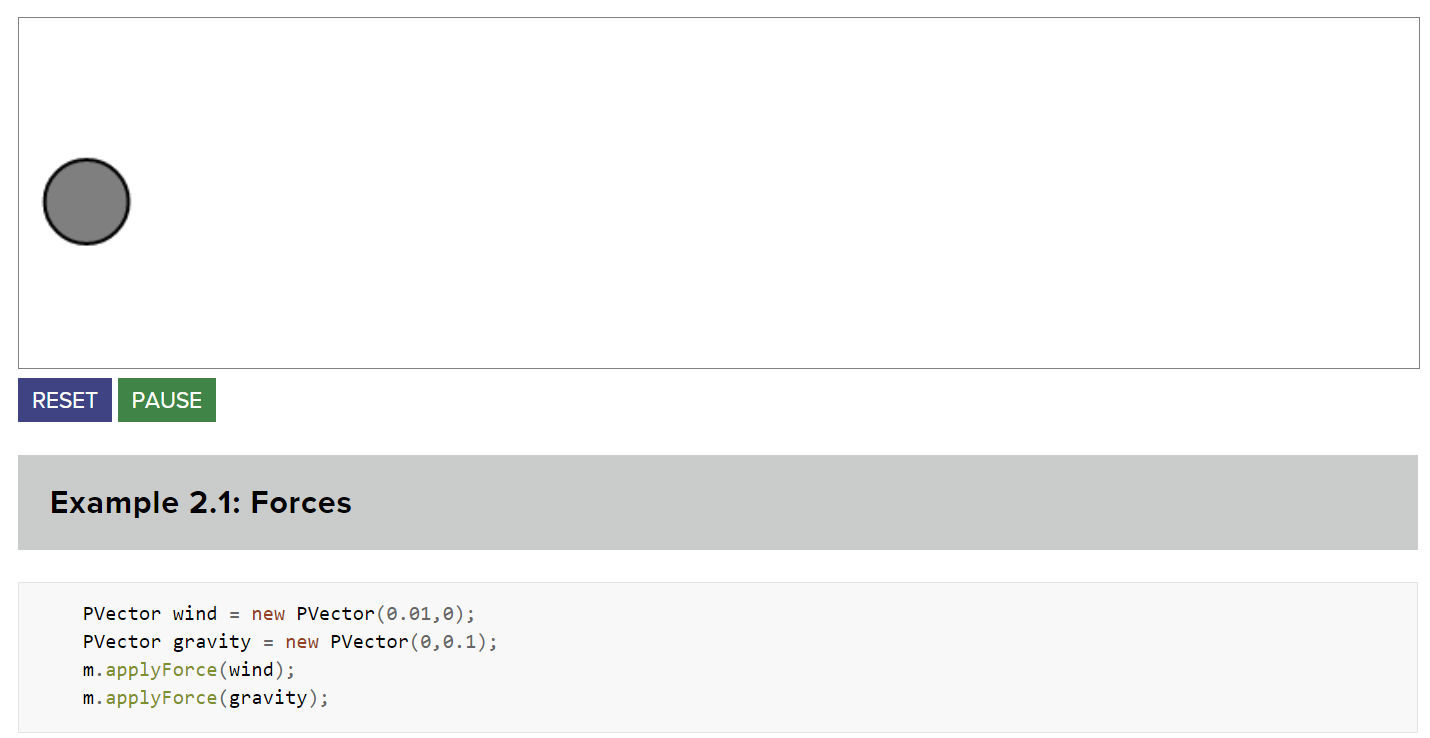 RESET PAUSE
Example 2.1: Forces
PVector wind = new PVector(0.01,0);
PVector gravity = new PVector(0,0.1);
m.applyForce(wind);
m.applyForce(gravity);